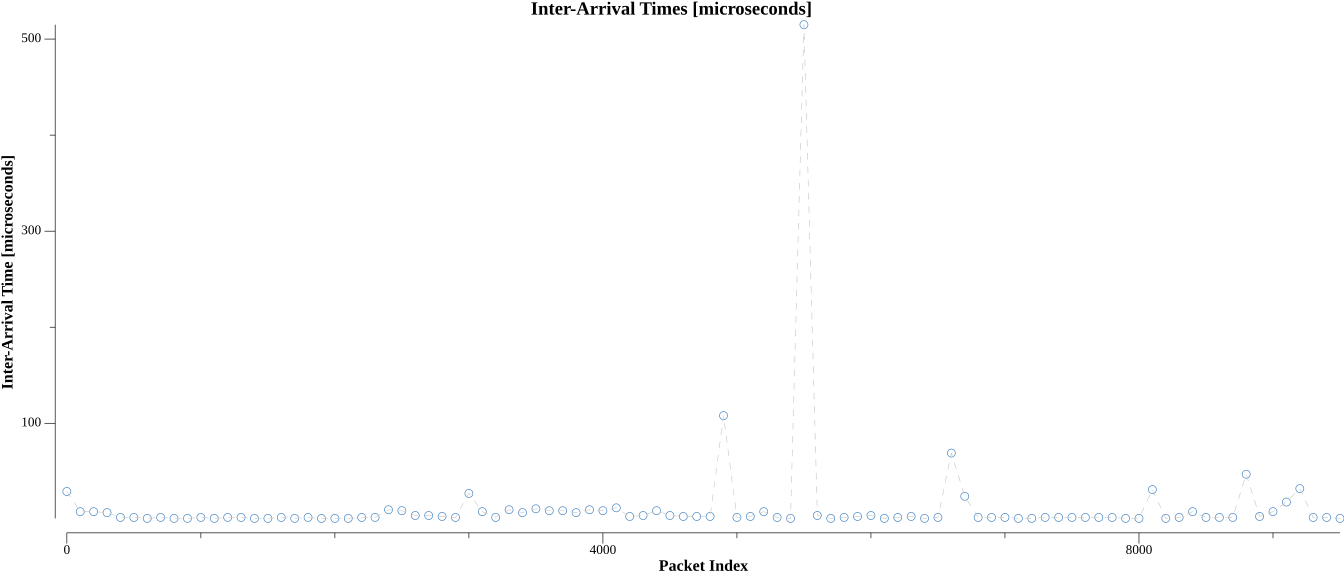 Inter-Arrival Times [microseconds]
Inter-Arrival Time [microseconds]
500
300
100
0
4000
8000
Packet Index